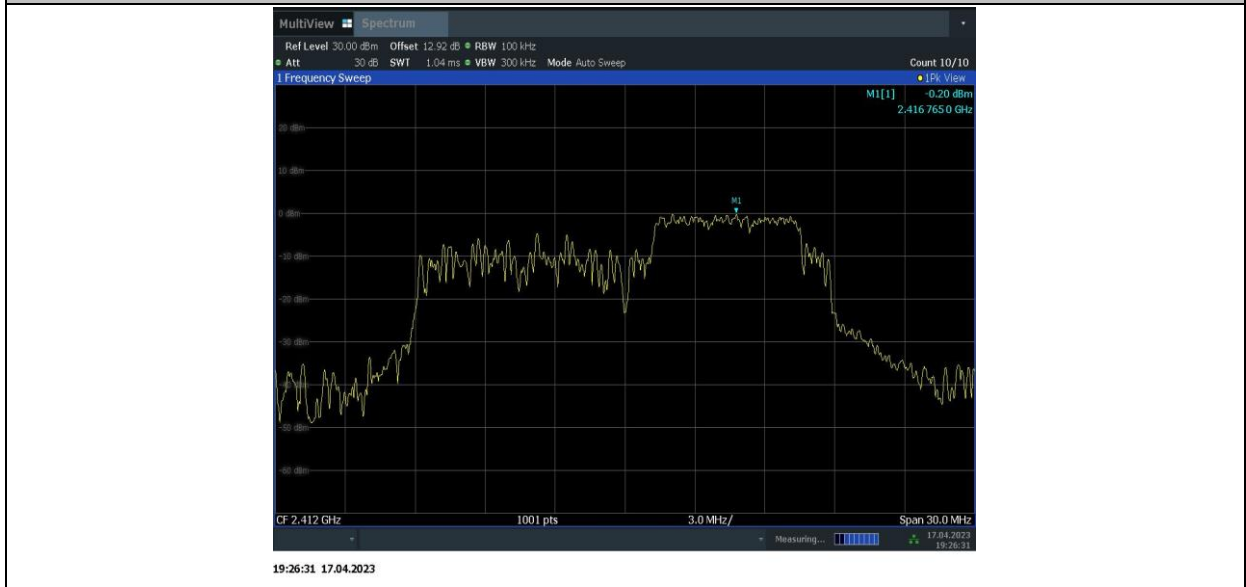 MultiView Spectrum
Ref Level 30.00 dBm Offset 12.92 dB RBW 100 kHz
Att 30 dB SWT 1.04 ms VBW 300 kHz Mode Auto Sweep Count 10/10
1 Frequency Sweep 1Pk View
M1[1] -0.20 dBm
2.416 765 0 GHz
20 dBm
10 dBm
M1
0 dBm
-10 dBm
-20 dBm
-30 dBm
-50 dBm
-60 dBm
CF 2.412 GHz 1001 pts 3.0 MHz/ Span 30.0 MHz
Measuring... 17.04.2023
19:26:31
19:26:31 17.04.2023